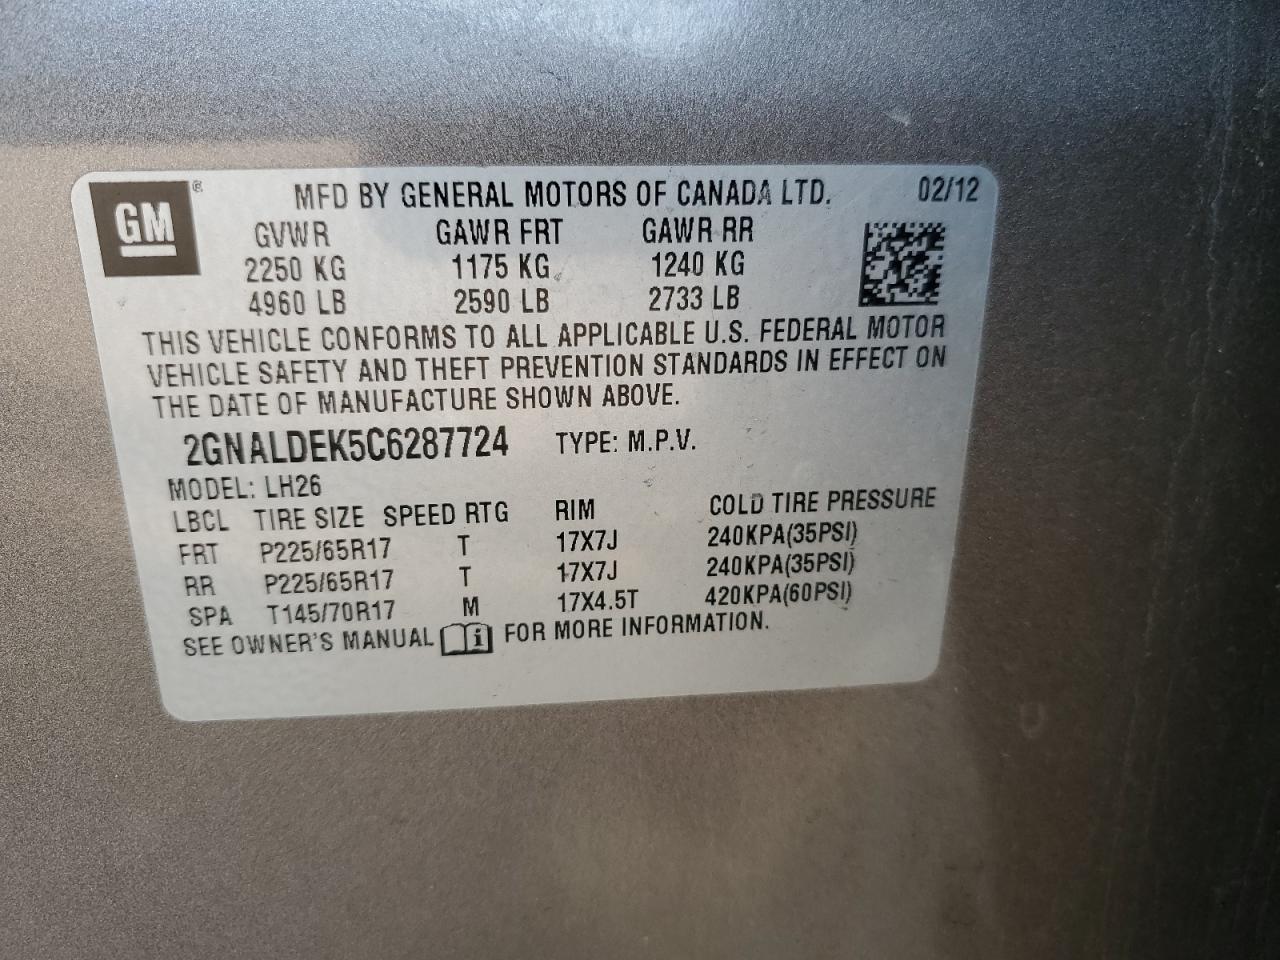 GM ® MFD BY GENERAL MOTORS OF CANADA LTD. 02/12
GVWR GAWR FRT GAWR RR
2250 KG 1175 KG 1240 KG
4960 LB 2590 LB 2733 LB
THIS VEHICLE CONFORMS TO ALL APPLICABLE U.S. FEDERAL MOTOR
VEHICLE SAFETY AND THEFT PREVENTION STANDARDS IN EFFECT ON
THE DATE OF MANUFACTURE SHOWN ABOVE.
2GNALDEK5C6287724 TYPE: M.P.V.
MODEL: LH26
LBCL TIRE SIZE SPEED RTG RIM COLD TIRE PRESSURE
FRT P225/65R17 T 17X7J 240KPA(35PSI)
RR P225/65R17 T 17X7J 240KPA(35PSI)
SPA T145/70R17 M 17X4.5T 420KPA(60PSI)
SEE OWNER'S MANUAL i FOR MORE INFORMATION.